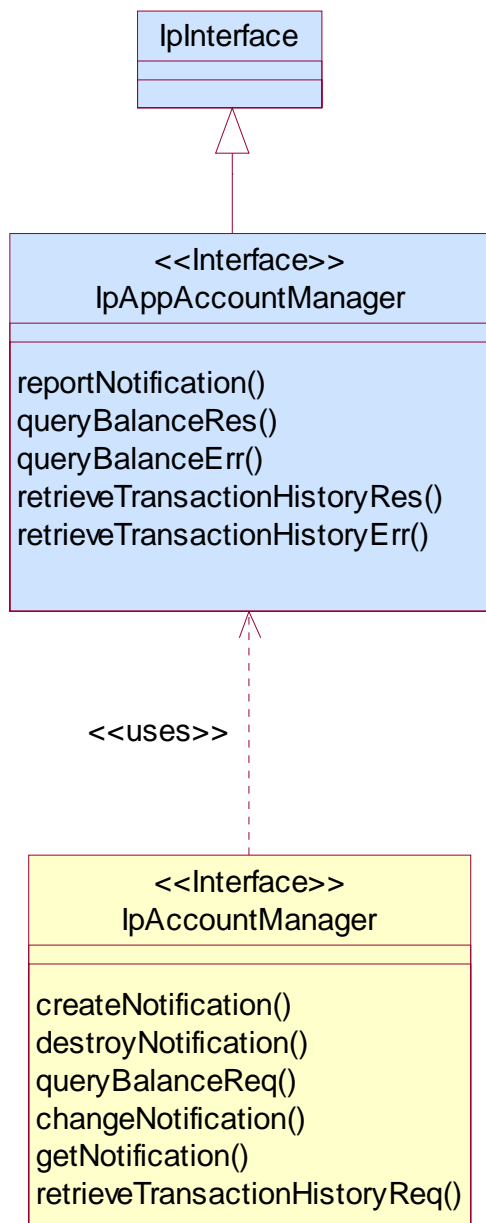 IpInterface
<<Interface>>
IpAppAccountManager
reportNotification()
queryBalanceRes()
queryBalanceErr()
retrieveTransactionHistoryRes()
retrieveTransactionHistoryErr()
<<uses>>
<<Interface>>
IpAccountManager
createNotification()
destroyNotification()
queryBalanceReq()
changeNotification()
getNotification()
retrieveTransactionHistoryReq()